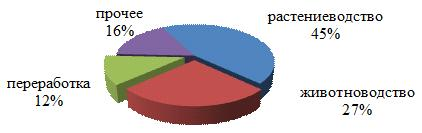 прочее
16%
растениеводство
45%
переработка
12%
животноводство
27%